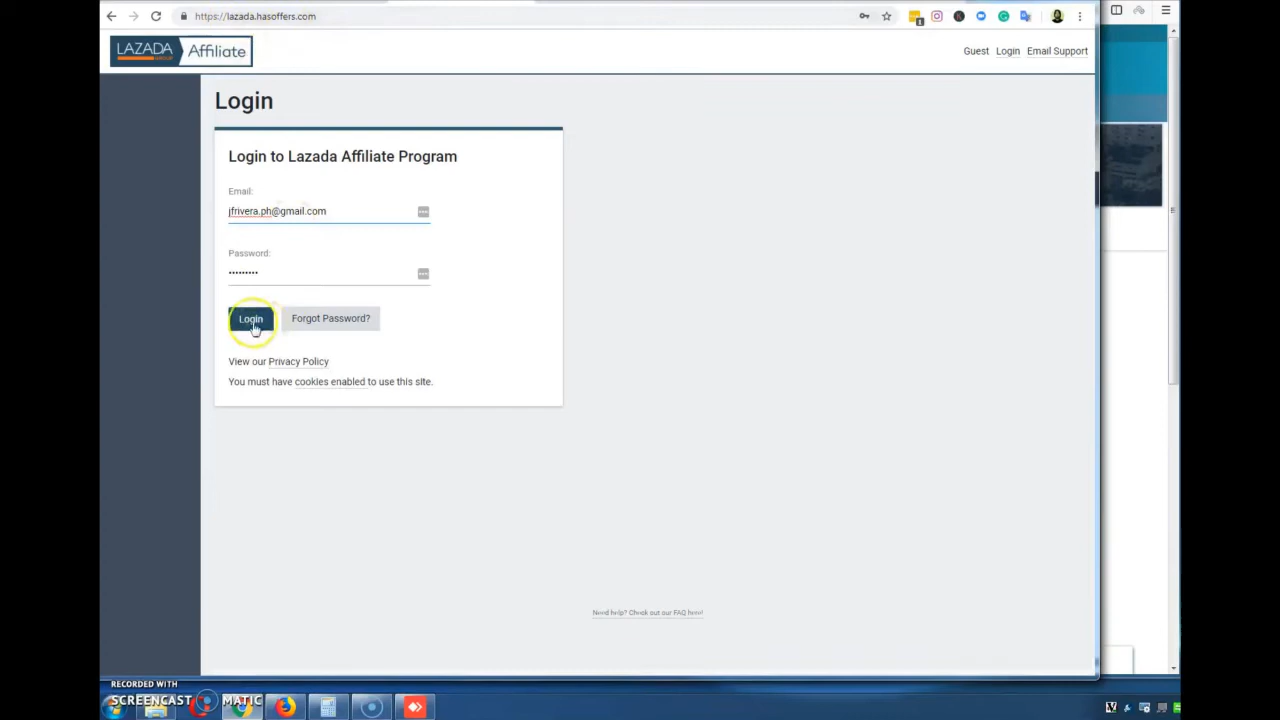 https://lazada.hasoffers.com
LAZADA GROUP Affiliate
Guest Login Email Support
Login
Login to Lazada Affiliate Program
Email:
jfrivera.ph@gmail.com
Password:
•••••••••
Login Forgot Password?
View our Privacy Policy
You must have cookies enabled to use this site.
Need help? Check out our FAQ here!
RECORDED WITH
SCREENCAST MATIC